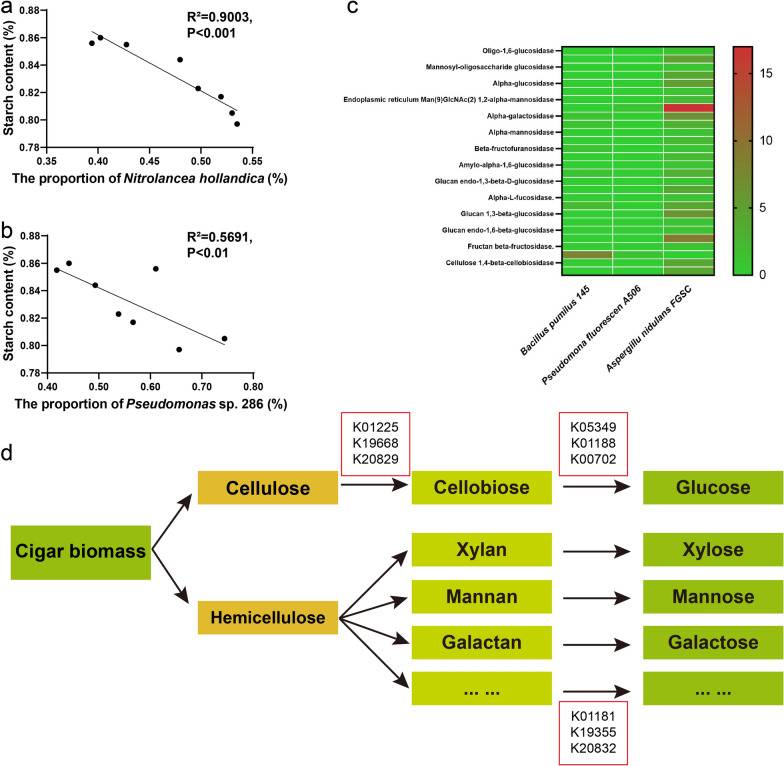 a
R²=0.9003,
P<0.001
Starch content (%)
0.88
0.86
0.84
0.82
0.80
0.78
0.35
0.40
0.45
0.50
0.55
The proportion of Nitrolancea hollandica (%)
b
R²=0.5691,
P<0.01
Starch content (%)
0.88
0.86
0.84
0.82
0.80
0.78
0.40
0.50
0.60
0.70
0.80
The proportion of Pseudomonas sp. 286 (%)
c
Oligo-1,6-glucosidase
Mannosyl-oligosaccharide glucosidase
Alpha-glucosidase
Endoplasmic reticulum Man(9)GlcNAc(2) 1,2-alpha-mannosidase
Alpha-galactosidase
Alpha-mannosidase
Beta-fructofuranosidase
Amylo-alpha-1,6-glucosidase
Glucan endo-1,3-beta-D-glucosidase
Alpha-L-fucosidase.
Glucan 1,3-beta-glucosidase
Glucan endo-1,6-beta-glucosidase
Fructan beta-fructosidase.
Cellulose 1,4-beta-cellobiosidase
Bacillus pumilus 145
Pseudomona fluorescen A506
Aspergillu nidulans FGSC
15
10
5
0
d
K01225
K19668
K20829
K05349
K01188
K00702
Cellulose
Cellobiose
Glucose
Cigar biomass
Xylan
Xylose
Mannan
Mannose
Hemicellulose
Galactan
Galactose
... ...
... ...
K01181
K19355
K20832